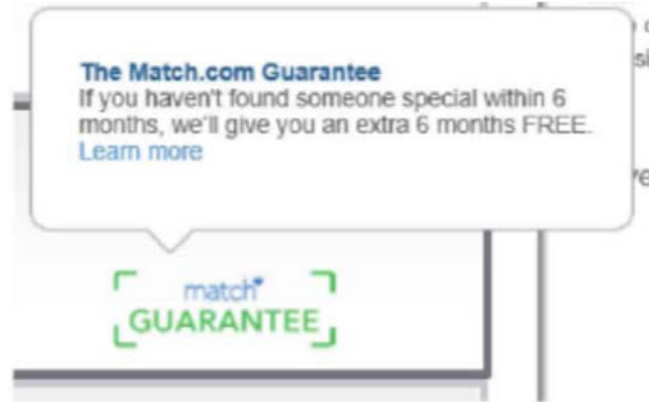 The Match.com Guarantee
If you haven't found someone special within 6
months, we'll give you an extra 6 months FREE.
Learn more
match
GUARANTEE